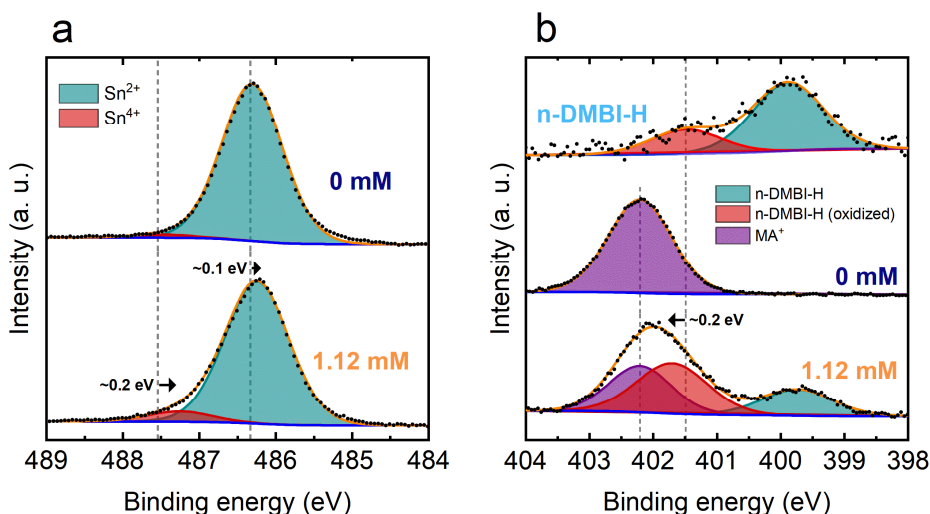 a
Sn²⁺
Sn⁴⁺
0 mM
~0.1 eV
1.12 mM
~0.2 eV
489 488 487 486 485 484
Binding energy (eV)
Intensity (a. u.)
b
n-DMBI-H
n-DMBI-H
n-DMBI-H (oxidized)
MA⁺
0 mM
~0.2 eV
1.12 mM
404 403 402 401 400 399 398
Binding energy (eV)
Intensity (a. u.)